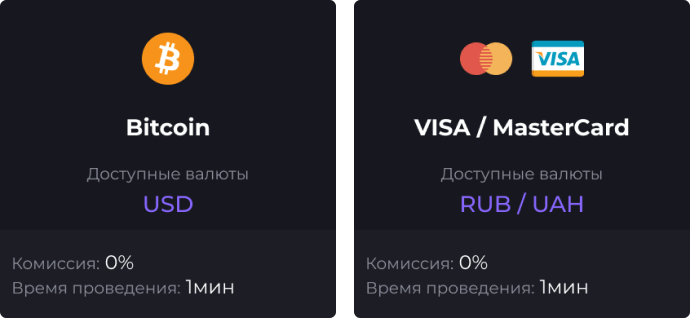 Bitcoin
Доступные валюты
USD
Комиссия: 0%
Время проведения: 1мин
VISA
VISA / MasterCard
Доступные валюты
RUB / UAH
Комиссия: 0%
Время проведения: 1мин